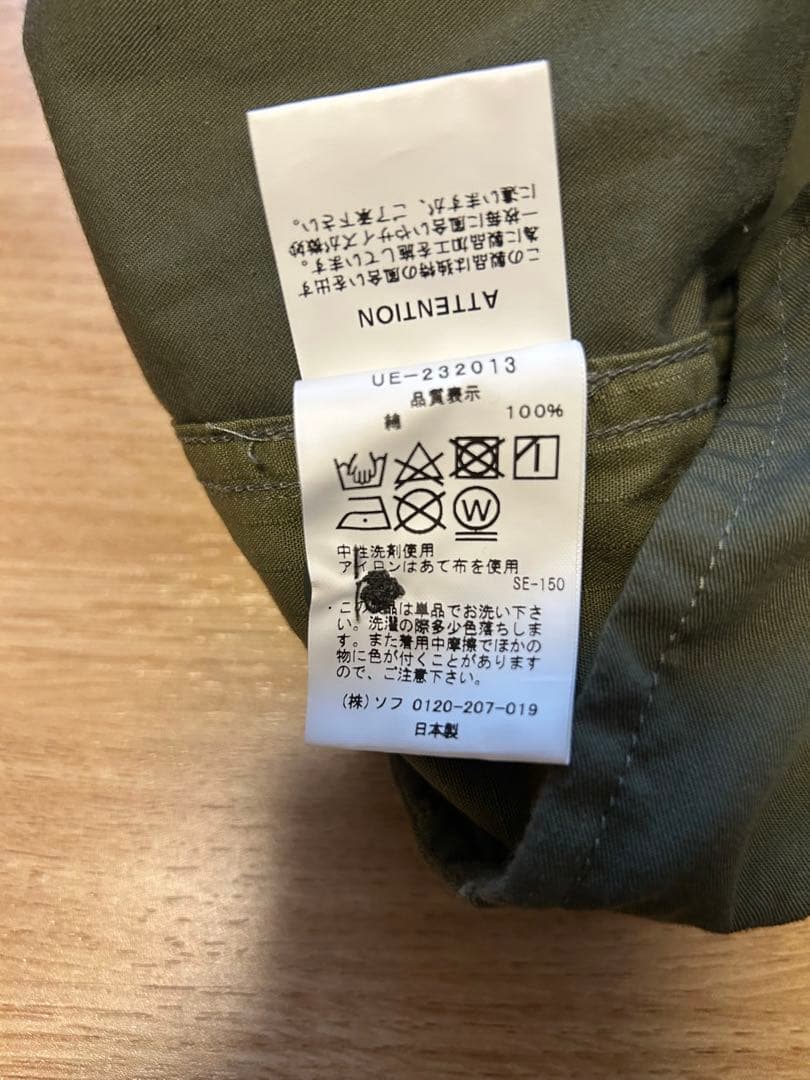 ATTENTION
この製品は独特の風合いを出す
為に製品加工を施しています。
一枚毎に風合いやサイズが微妙
に違いますが、ご了承下さい。
UE-232013
品質表示
綿 100%
W
中性洗剤使用
アイロンはあて布を使用
SE-150
・この 品は単品でお洗い下さ
い。洗濯の際多少色落ちしま
す。また着用中摩擦でほかの
物に色が付くことがあります
ので、ご注意下さい。
(株)ソフ 0120-207-019
日本製